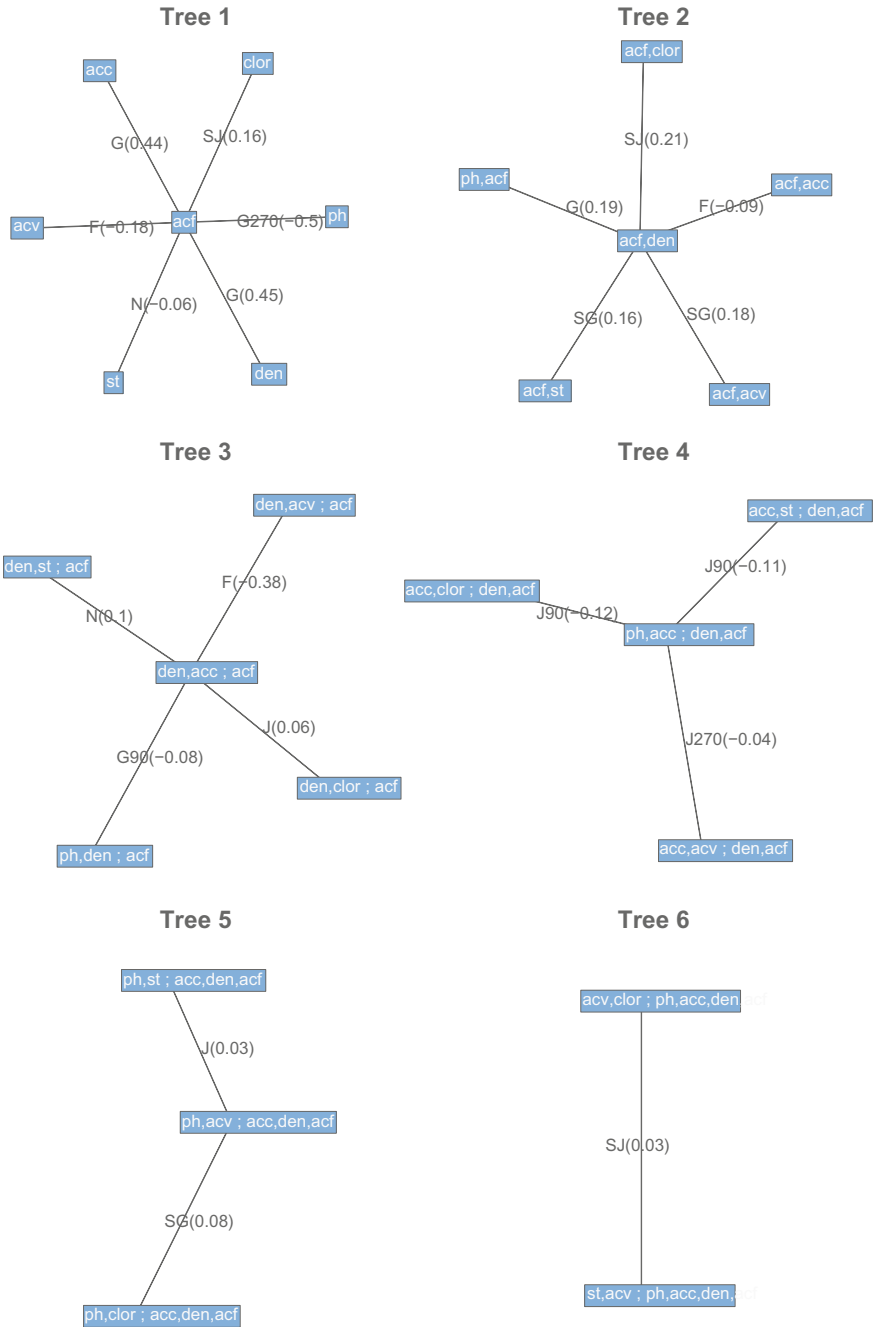 Tree 1
acc
clor
G(0.44)
SJ(0.16)
acv
F(−0.18)
acf
G270(−0.5)
ph
N(−0.06)
G(0.45)
st
den
Tree 2
acf,clor
SJ(0.21)
ph,acf
acf,acc
G(0.19)
F(−0.09)
acf,den
SG(0.16)
SG(0.18)
acf,st
acf,acv
Tree 3
den,acv ; acf
den,st ; acf
F(−0.38)
N(0.1)
den,acc ; acf
J(0.06)
G90(−0.08)
den,clor ; acf
ph,den ; acf
Tree 4
acc,st ; den,acf
J90(−0.11)
acc,clor ; den,acf
J90(−0.12)
ph,acc ; den,acf
J270(−0.04)
acc,acv ; den,acf
Tree 5
ph,st ; acc,den,acf
J(0.03)
ph,acv ; acc,den,acf
SG(0.08)
ph,clor ; acc,den,acf
Tree 6
acv,clor ; ph,acc,den,acf
SJ(0.03)
st,acv ; ph,acc,den,acf